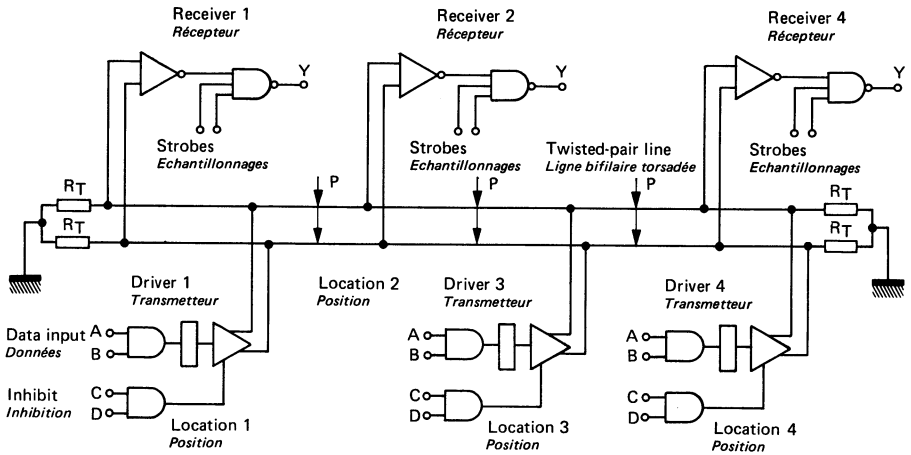 Receiver 1
Récepteur
Receiver 2
Récepteur
Receiver 4
Récepteur
Y
Y
Y
Strobes
Echantillonnages
Strobes
Echantillonnages
Twisted-pair line
Ligne bifilaire torsadée
Strobes
Echantillonnages
P
P
P
RT
RT
RT
RT
Driver 1
Transmetteur
Location 2
Position
Driver 3
Transmetteur
Driver 4
Transmetteur
Data input
Données
A
B
A
B
A
B
Inhibit
Inhibition
C
D
C
D
C
D
Location 1
Position
Location 3
Position
Location 4
Position